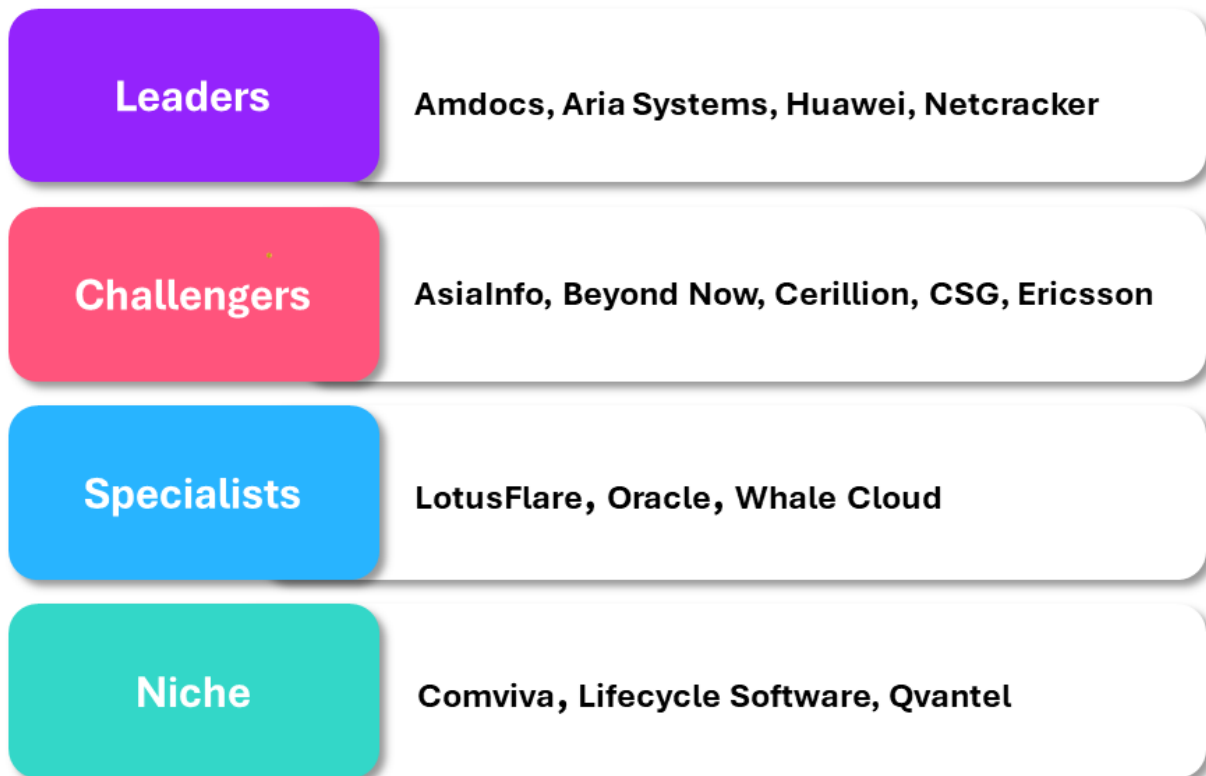 Leaders
Amdocs, Aria Systems, Huawei, Netcracker
Challengers
AsiaInfo, Beyond Now, Cerillion, CSG, Ericsson
Specialists
LotusFlare, Oracle, Whale Cloud
Niche
Comviva, Lifecycle Software, Qvantel